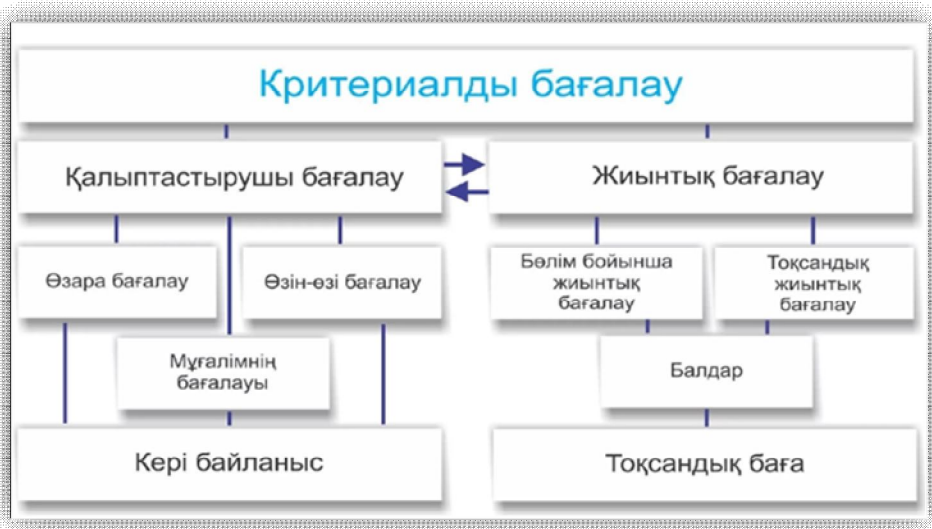 Критериалды бағалау
Қалыптастырушы бағалау
Жиынтық бағалау
Өзара бағалау
Өзін-өзі бағалау
Бөлім бойынша
жиынтық
бағалау
Тоқсандық
жиынтық
бағалау
Мұғалімнің
бағалауы
Балдар
Кері байланыс
Тоқсандық баға